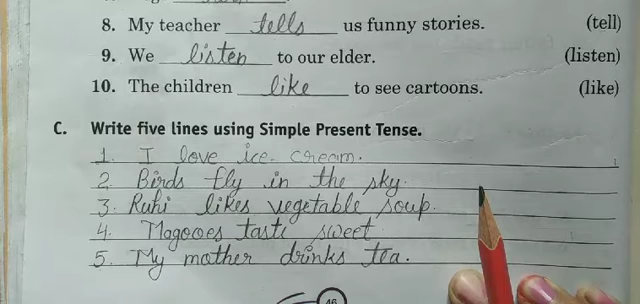 8. My teacher tells us funny stories. (tell)
9. We listen to our elder. (listen)
10. The children like to see cartoons. (like)
C. Write five lines using Simple Present Tense.
1. I love ice cream.
2. Birds fly in the sky.
3. Ruhi likes vegetable soup.
4. Magooes taste sweet
5. My mother drinks tea.
46